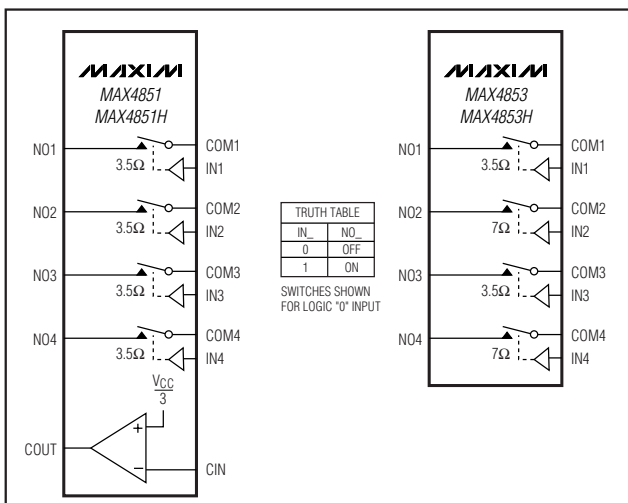 MAXIM
MAX4851
MAX4851H
NO1
COM1
3.5Ω
IN1
NO2
COM2
3.5Ω
IN2
NO3
COM3
3.5Ω
IN3
NO4
COM4
3.5Ω
IN4
VCC
3
+
−
COUT
CIN
TRUTH TABLE
IN_ NO_
0 OFF
1 ON
SWITCHES SHOWN
FOR LOGIC "0" INPUT
MAXIM
MAX4853
MAX4853H
NO1
COM1
3.5Ω
IN1
NO2
COM2
7Ω
IN2
NO3
COM3
3.5Ω
IN3
NO4
COM4
7Ω
IN4